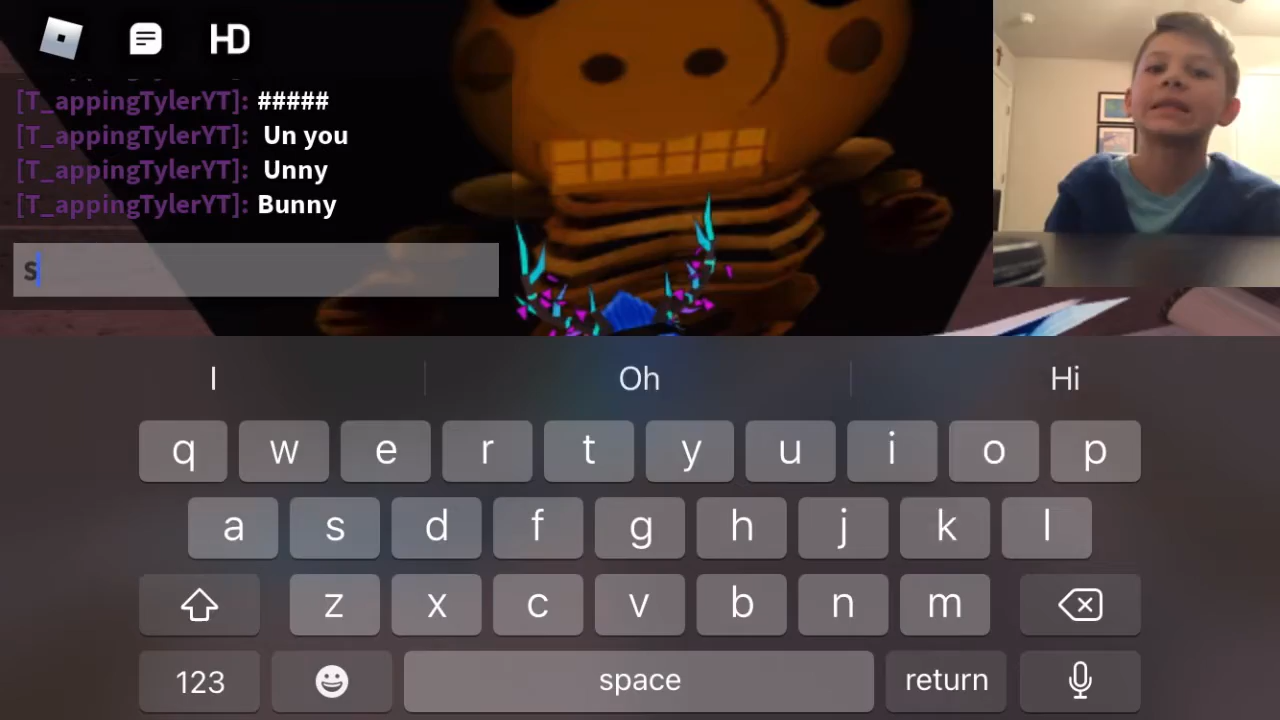 HD
[T_appingTylerYT]: #####
[T_appingTylerYT]: Un you
[T_appingTylerYT]: Unny
[T_appingTylerYT]: Bunny
s
I Oh Hi
q w e r t y u i o p
a s d f g h j k l
z x c v b n m
123 space return